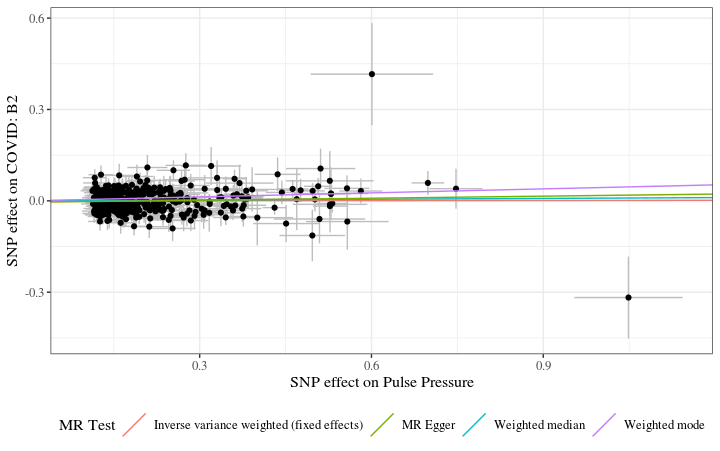 SNP effect on COVID: B2
0.6
0.3
0.0
-0.3
0.3 0.6 0.9
SNP effect on Pulse Pressure
MR Test Inverse variance weighted (fixed effects) MR Egger Weighted median Weighted mode